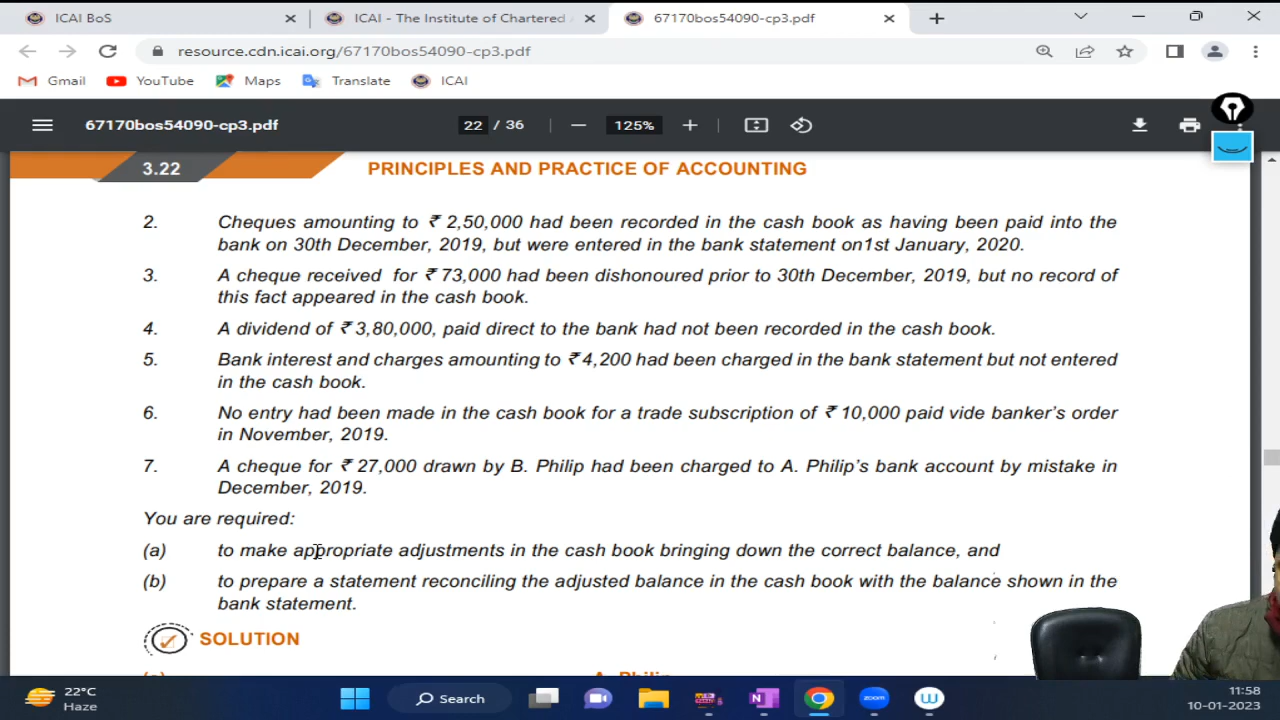 ICAI BoS
ICAI - The Institute of Chartered
67170bos54090-cp3.pdf
resource.cdn.icai.org/67170bos54090-cp3.pdf
Gmail YouTube Maps Translate ICAI
67170bos54090-cp3.pdf 22 / 36 125%
3.22 PRINCIPLES AND PRACTICE OF ACCOUNTING
2. Cheques amounting to ₹ 2,50,000 had been recorded in the cash book as having been paid into the
bank on 30th December, 2019, but were entered in the bank statement on1st January, 2020.
3. A cheque received for ₹ 73,000 had been dishonoured prior to 30th December, 2019, but no record of
this fact appeared in the cash book.
4. A dividend of ₹ 3,80,000, paid direct to the bank had not been recorded in the cash book.
5. Bank interest and charges amounting to ₹ 4,200 had been charged in the bank statement but not entered
in the cash book.
6. No entry had been made in the cash book for a trade subscription of ₹ 10,000 paid vide banker's order
in November, 2019.
7. A cheque for ₹ 27,000 drawn by B. Philip had been charged to A. Philip's bank account by mistake in
December, 2019.
You are required:
(a) to make appropriate adjustments in the cash book bringing down the correct balance, and
(b) to prepare a statement reconciling the adjusted balance in the cash book with the balance shown in the
bank statement.
SOLUTION
22°C
Haze
Search
zoom
11:58
10-01-2023